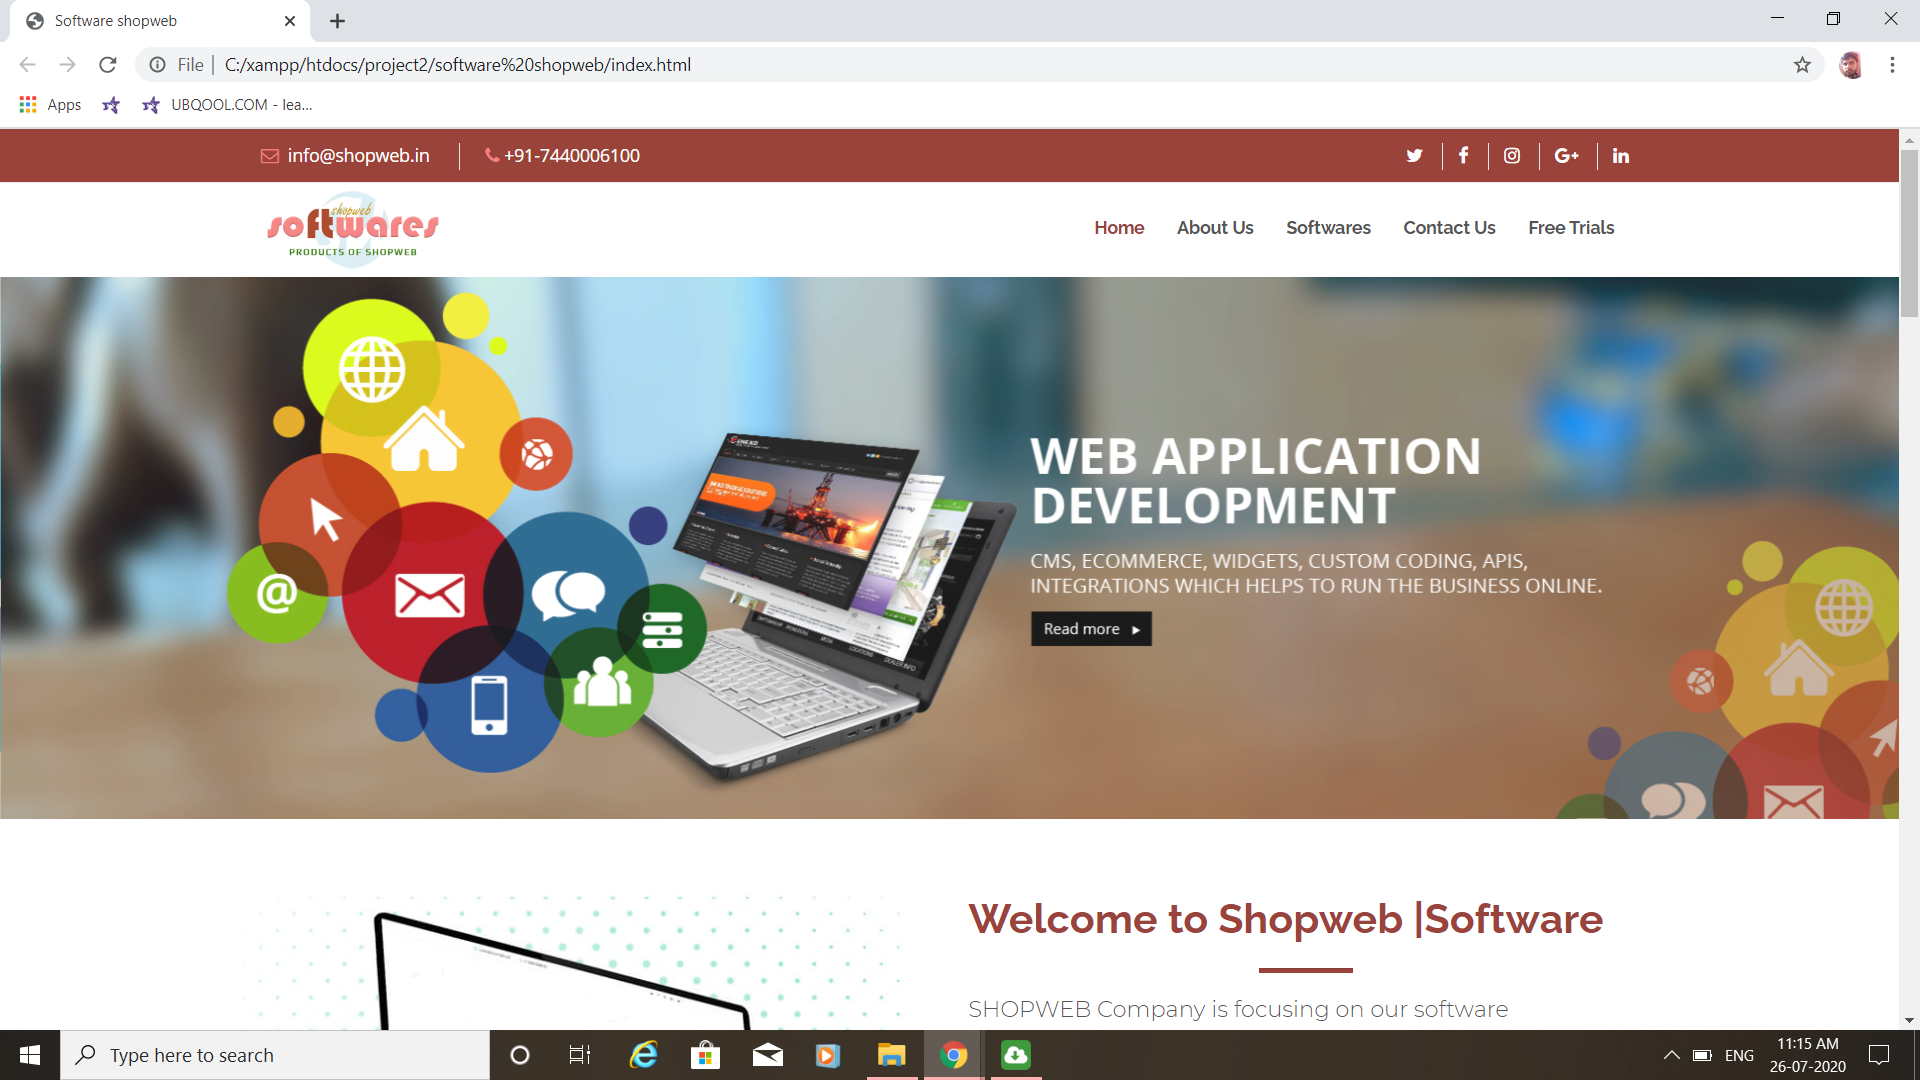 Software shopweb
File | C:/xampp/htdocs/project2/software%20shopweb/index.html
Apps
UBQOOL.COM - lea...
info@shopweb.in
+91-7440006100
shopweb
softwares
PRODUCTS OF SHOPWEB
Home About Us Softwares Contact Us Free Trials
WEB APPLICATION
DEVELOPMENT
CMS, ECOMMERCE, WIDGETS, CUSTOM CODING, APIS,
INTEGRATIONS WHICH HELPS TO RUN THE BUSINESS ONLINE.
Read more
Welcome to Shopweb |Software
SHOPWEB Company is focusing on our software
Type here to search
ENG
11:15 AM
26-07-2020